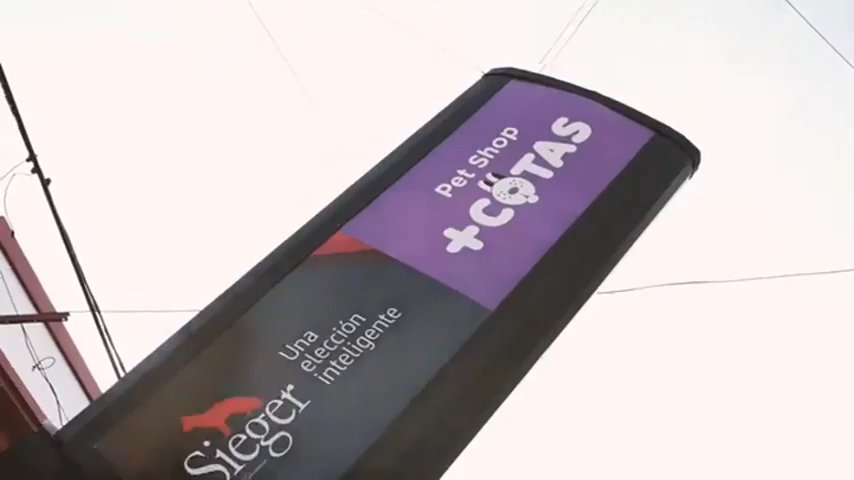 Pet Shop
+COTAS
Una
elección
inteligente
Sieger